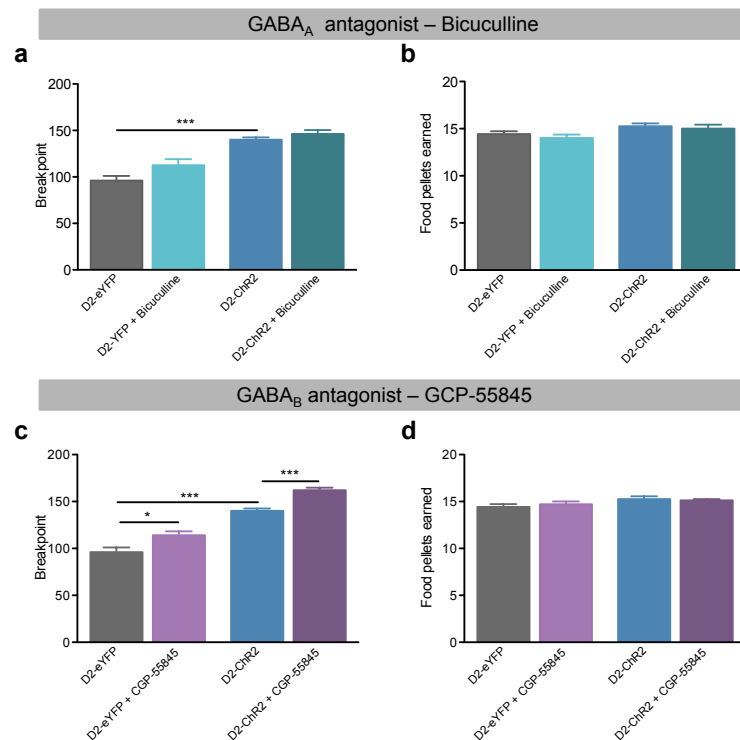 GABAA antagonist – Bicuculline
a
b
Breakpoint
200
150
100
50
0
***
D2-eYFP
D2-YFP + Bicuculline
D2-ChR2
D2-ChR2 + Bicuculline
Food pellets earned
20
15
10
5
0
D2-eYFP
D2-YFP + Bicuculline
D2-ChR2
D2-ChR2 + Bicuculline
GABAB antagonist – GCP-55845
c
d
Breakpoint
200
150
100
50
0
*
***
***
D2-eYFP
D2-eYFP + CGP-55845
D2-ChR2
D2-ChR2 + CGP-55845
Food pellets earned
20
15
10
5
0
D2-eYFP
D2-eYFP + CGP-55845
D2-ChR2
D2-ChR2 + CGP-55845